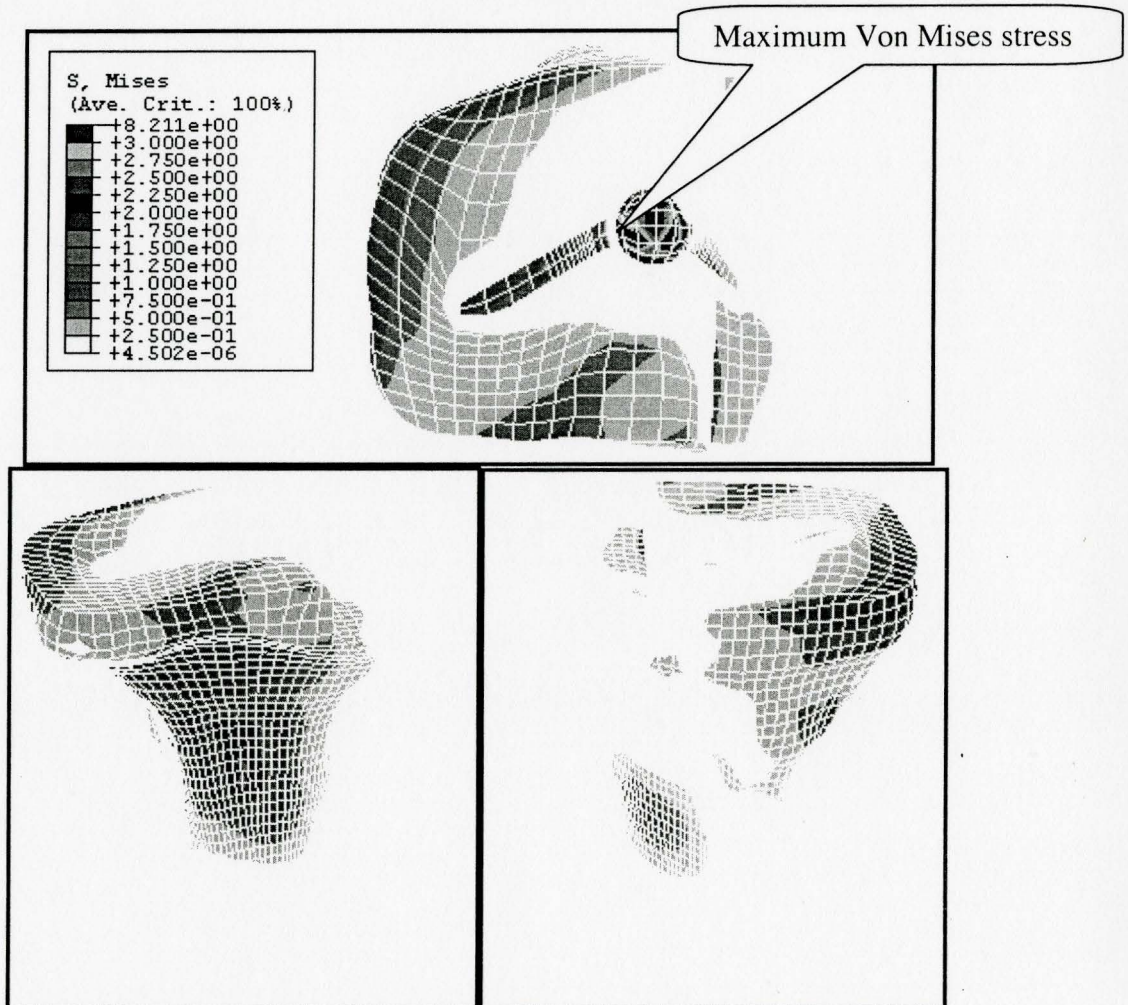 Maximum Von Mises stress
S, Mises
(Ave. Crit.: 100%)
+8.211e+00
+3.000e+00
+2.750e+00
+2.500e+00
+2.250e+00
+2.000e+00
+1.750e+00
+1.500e+00
+1.250e+00
+1.000e+00
+7.500e-01
+5.000e-01
+2.500e-01
+4.502e-06